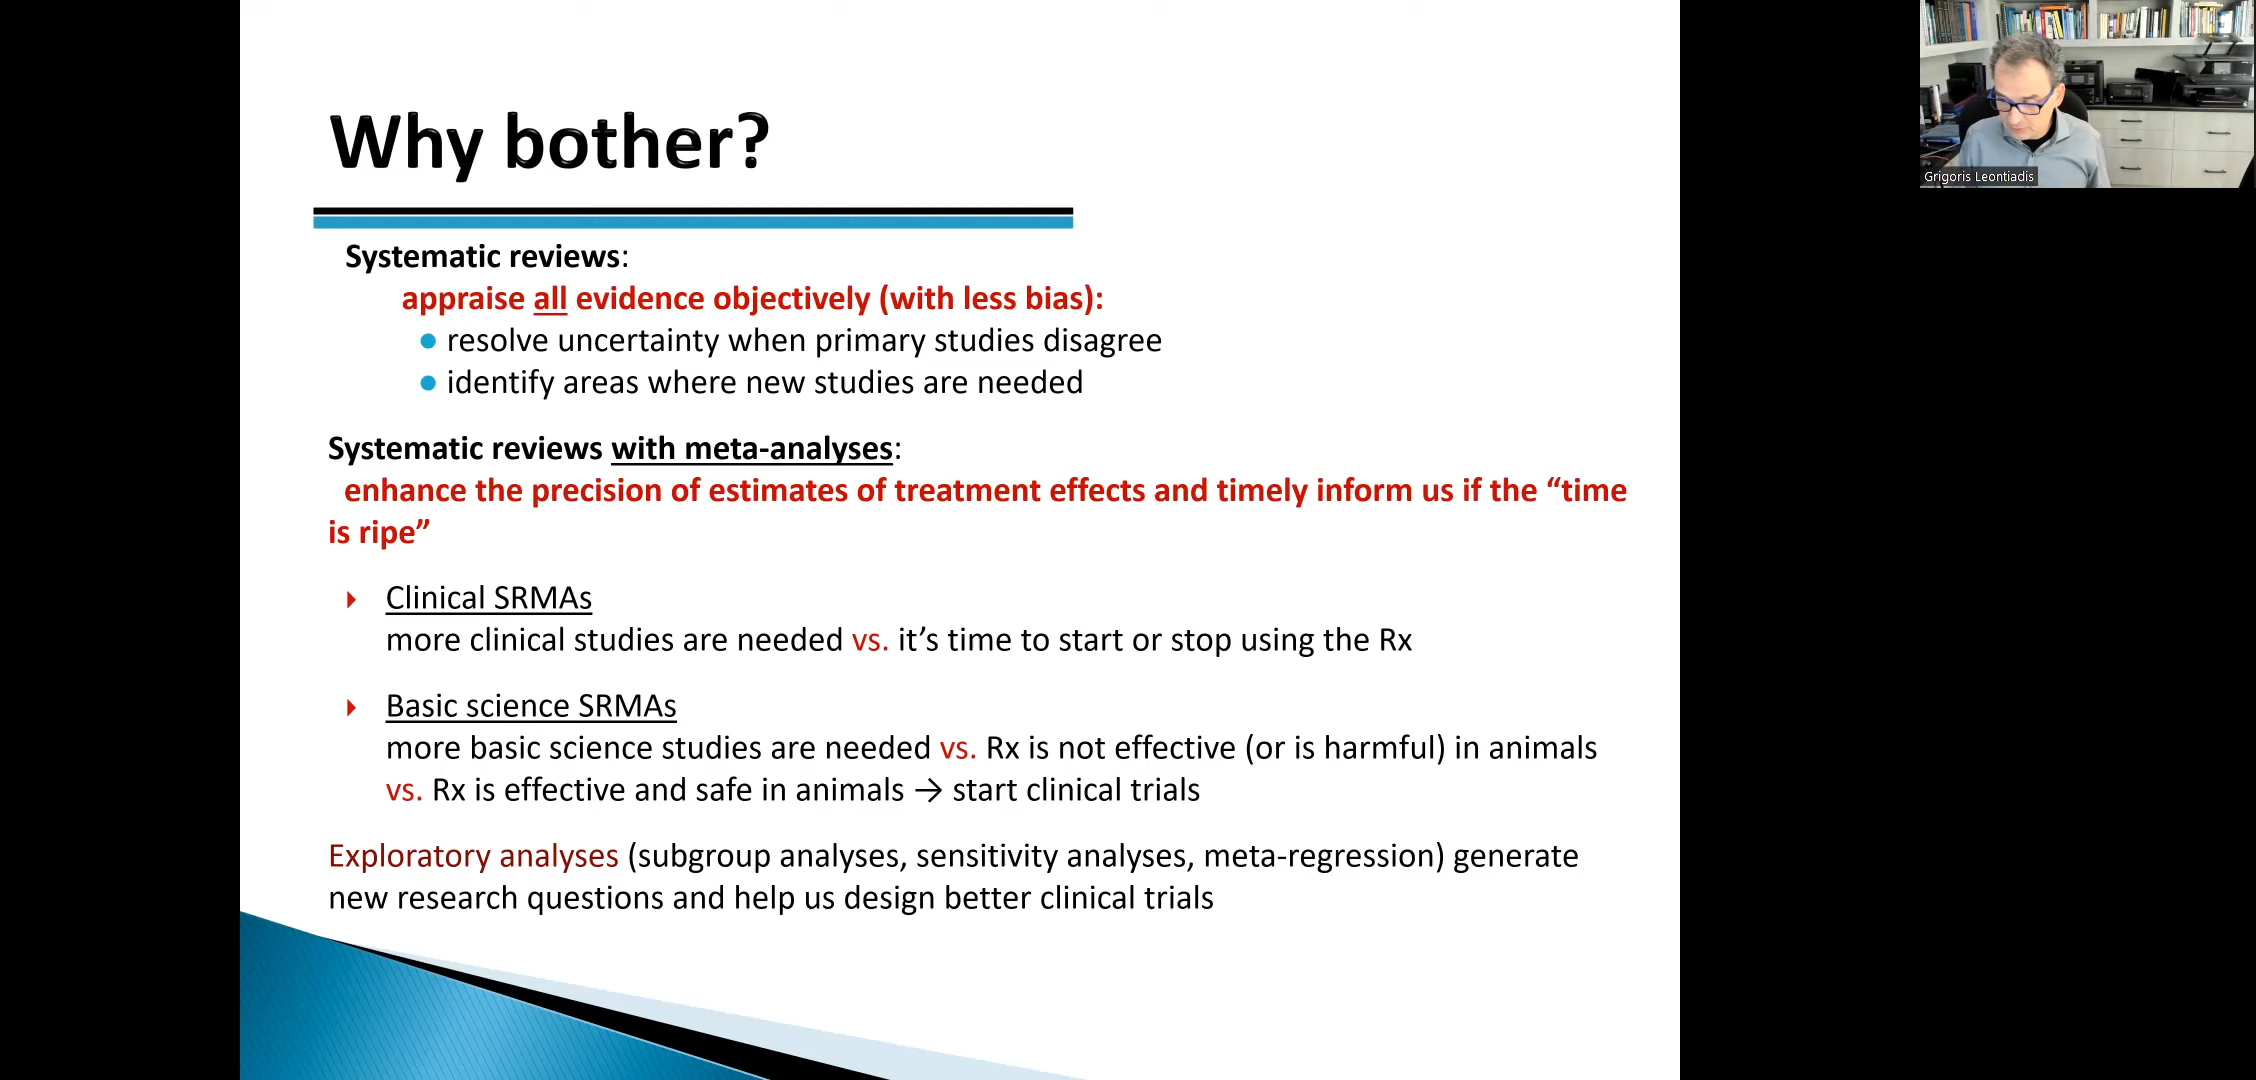 Why bother?
Systematic reviews:
appraise all evidence objectively (with less bias):
● resolve uncertainty when primary studies disagree
● identify areas where new studies are needed
Systematic reviews with meta-analyses:
enhance the precision of estimates of treatment effects and timely inform us if the “time
is ripe”
Clinical SRMAs
more clinical studies are needed vs. it’s time to start or stop using the Rx
Basic science SRMAs
more basic science studies are needed vs. Rx is not effective (or is harmful) in animals
vs. Rx is effective and safe in animals → start clinical trials
Exploratory analyses (subgroup analyses, sensitivity analyses, meta-regression) generate
new research questions and help us design better clinical trials
Grigoris Leontiadis